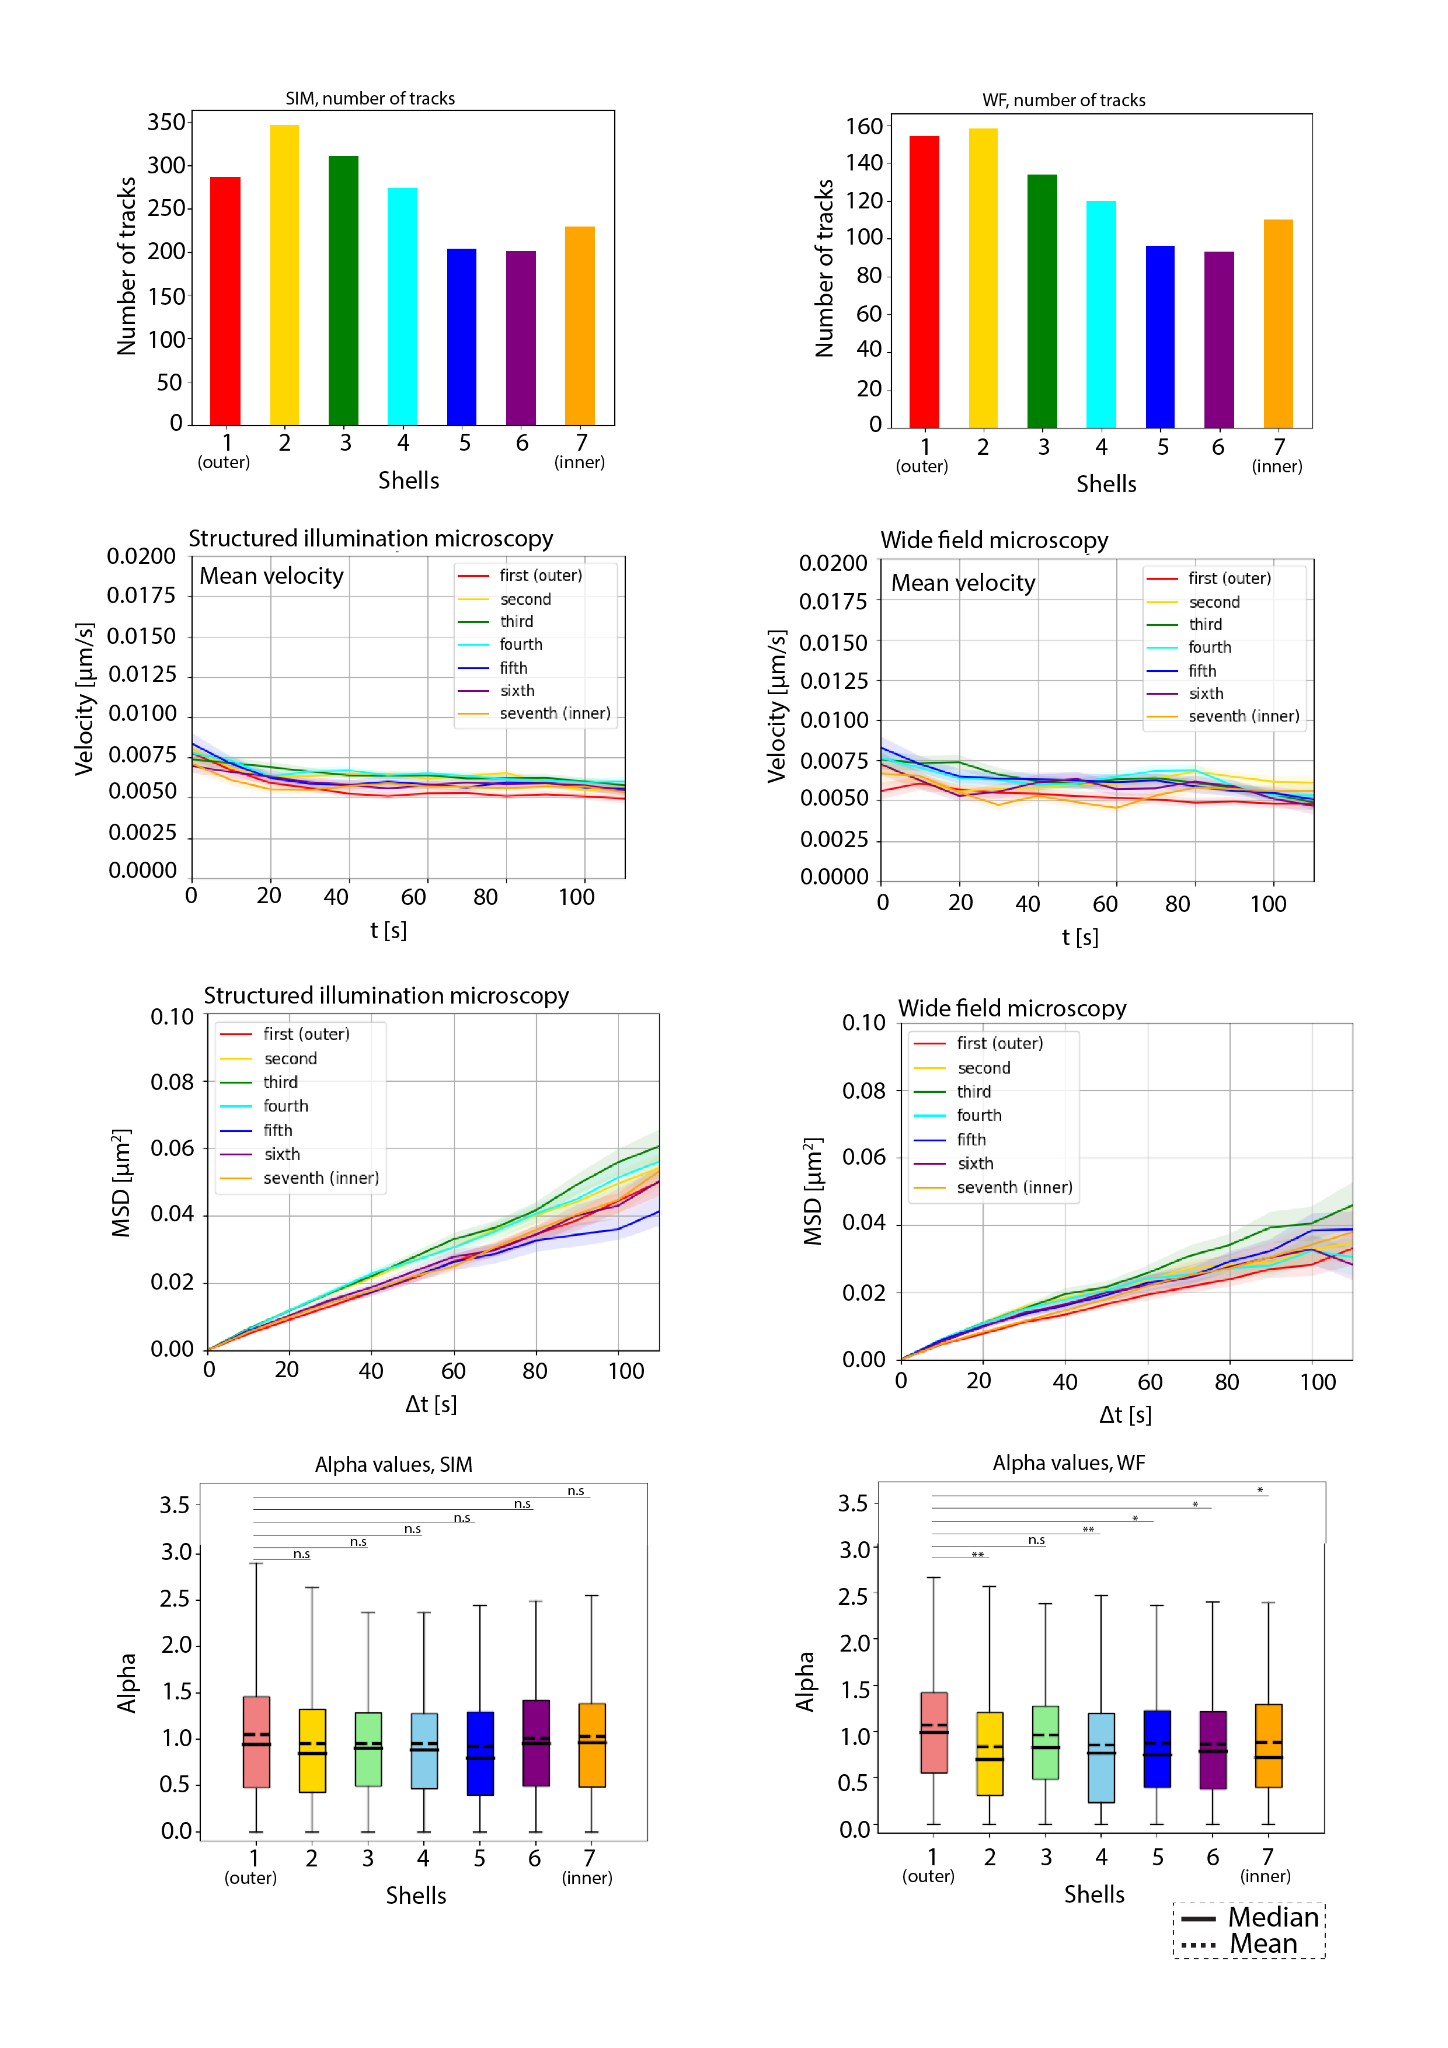 SIM, number of tracks
350
300
250
200
150
100
50
0
Number of tracks
1 2 3 4 5 6 7
(outer) (inner)
Shells
WF, number of tracks
160
140
120
100
80
60
40
20
0
Number of tracks
1 2 3 4 5 6 7
(outer) (inner)
Shells
Structured illumination microscopy
Mean velocity
0.0200
0.0175
0.0150
0.0125
0.0100
0.0075
0.0050
0.0025
0.0000
Velocity [µm/s]
first (outer)
second
third
fourth
fifth
sixth
seventh (inner)
0 20 40 60 80 100
t [s]
Wide field microscopy
Mean velocity
0.0200
0.0175
0.0150
0.0125
0.0100
0.0075
0.0050
0.0025
0.0000
Velocity [µm/s]
first (outer)
second
third
fourth
fifth
sixth
seventh (inner)
0 20 40 60 80 100
t [s]
Structured illumination microscopy
0.10
0.08
0.06
0.04
0.02
0.00
MSD [µm²]
first (outer)
second
third
fourth
fifth
sixth
seventh (inner)
0 20 40 60 80 100
Δt [s]
Wide field microscopy
0.10
0.08
0.06
0.04
0.02
0.00
MSD [µm²]
first (outer)
second
third
fourth
fifth
sixth
seventh (inner)
0 20 40 60 80 100
Δt [s]
Alpha values, SIM
n.s
n.s
n.s
n.s
n.s
n.s
3.5
3.0
2.5
2.0
1.5
1.0
0.5
0.0
Alpha
1 2 3 4 5 6 7
(outer) (inner)
Shells
Alpha values, WF
*
*
*
**
n.s
**
3.5
3.0
2.5
2.0
1.5
1.0
0.5
0.0
Alpha
1 2 3 4 5 6 7
(outer) (inner)
Shells
Median
Mean